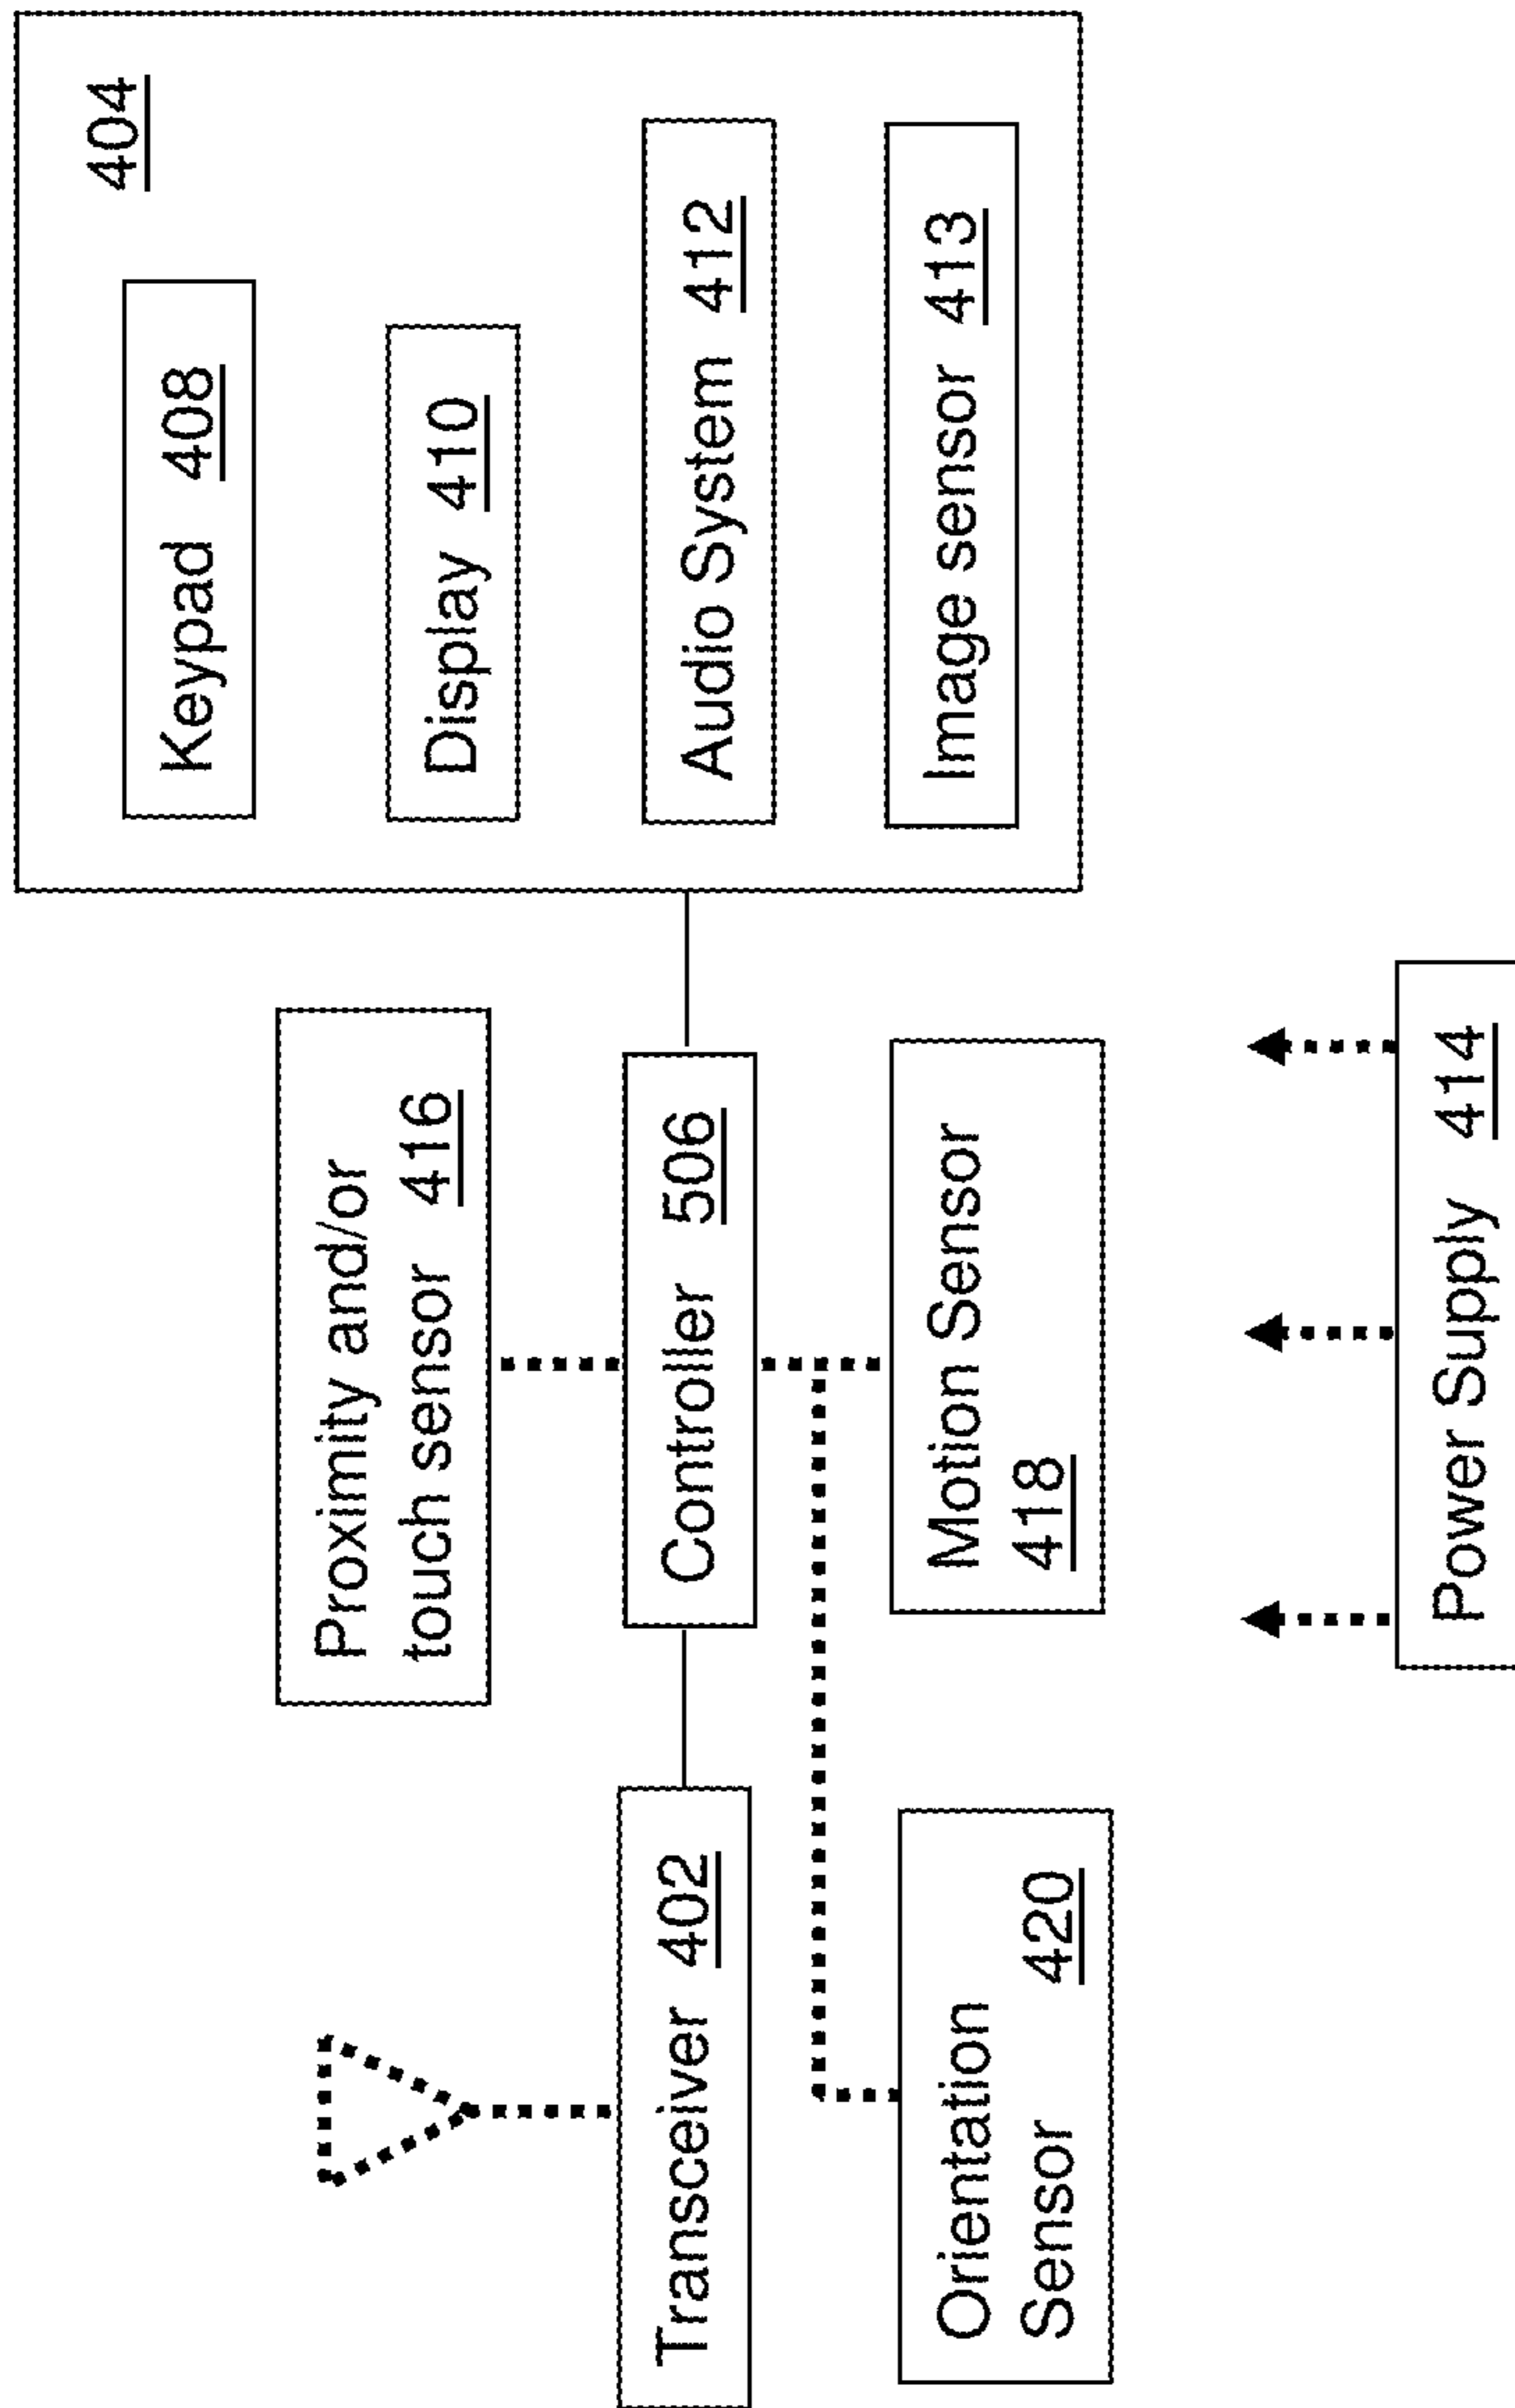 404
Keypad 408
Display 410
Audio System 412
Image sensor 413
Proximity and/or
touch sensor 416
Controller 506
Transceiver 402
Motion Sensor
418
Orientation
Sensor 420
Power Supply 414